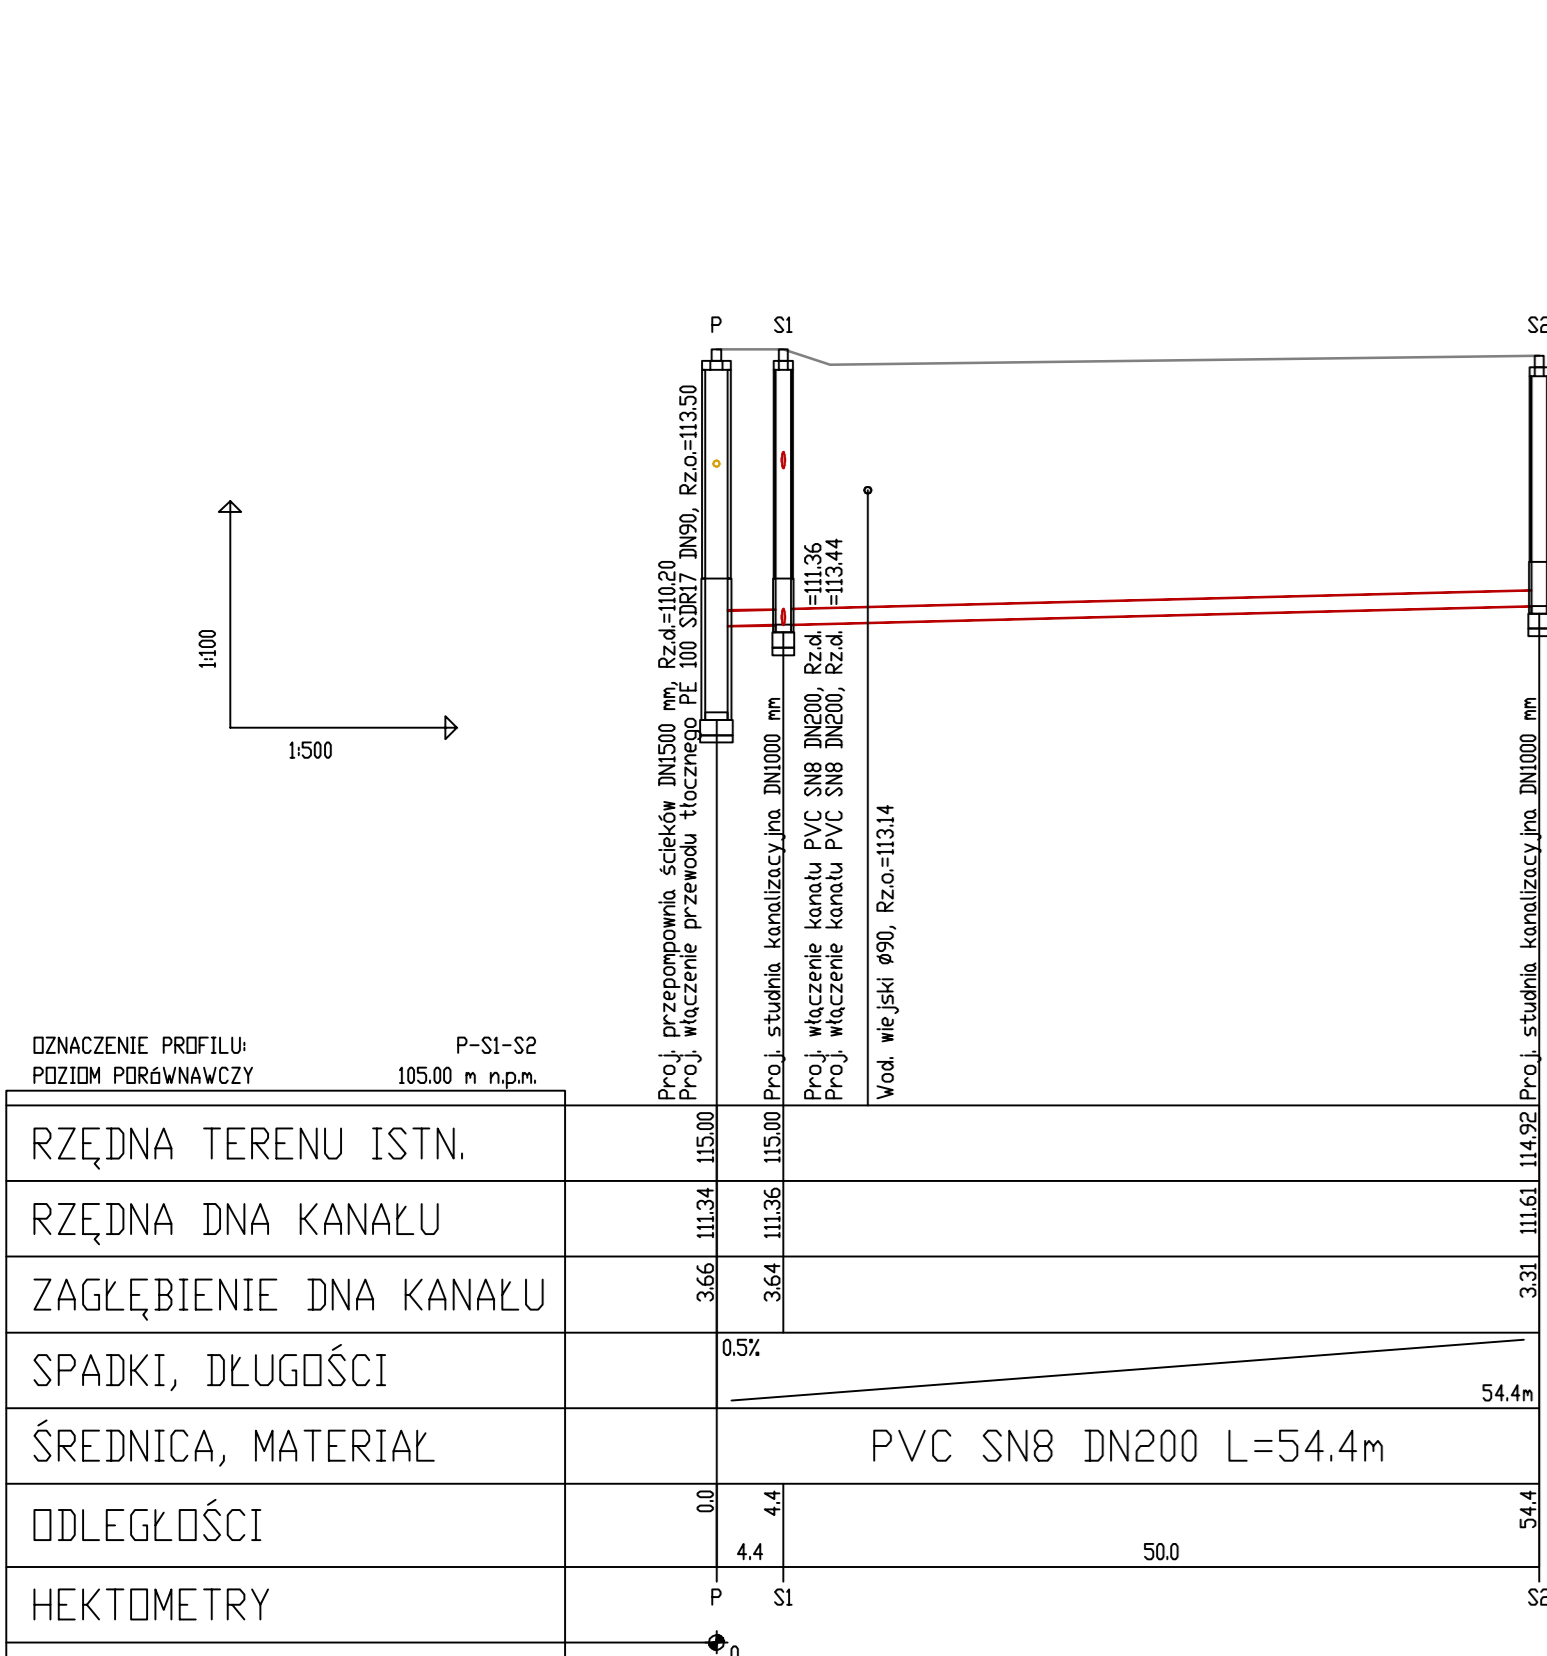 P S1 S2
Proj. przepompownia ścieków DN1500 mm, Rz.d.=110.20
Proj. włączenie przewodu tłocznego PE 100 SDR17 DN90, Rz.o.=113.50
Proj. studnia kanalizacyjna DN1000 mm
Proj. włączenie kanału PVC SN8 DN200, Rz.d. =111.36
Proj. włączenie kanału PVC SN8 DN200, Rz.d. =113.44
Wod. wiejski ø90, Rz.o.=113.14
Proj. studnia kanalizacyjna DN1000 mm
1:100
1:500
OZNACZENIE PROFILU: P-S1-S2
POZIOM PORóWNAWCZY 105.00 m n.p.m.
RZĘDNA TERENU ISTN. 115.00 115.00 114.92
RZĘDNA DNA KANAŁU 111.34 111.36 111.61
ZAGŁĘBIENIE DNA KANAŁU 3.66 3.64 3.31
SPADKI, DŁUGOŚCI 0.5% 54.4m
ŚREDNICA, MATERIAŁ PVC SN8 DN200 L=54.4m
ODLEGŁOŚCI 0.0 4.4 54.4
4.4 50.0
HEKTOMETRY P S1 S2
0